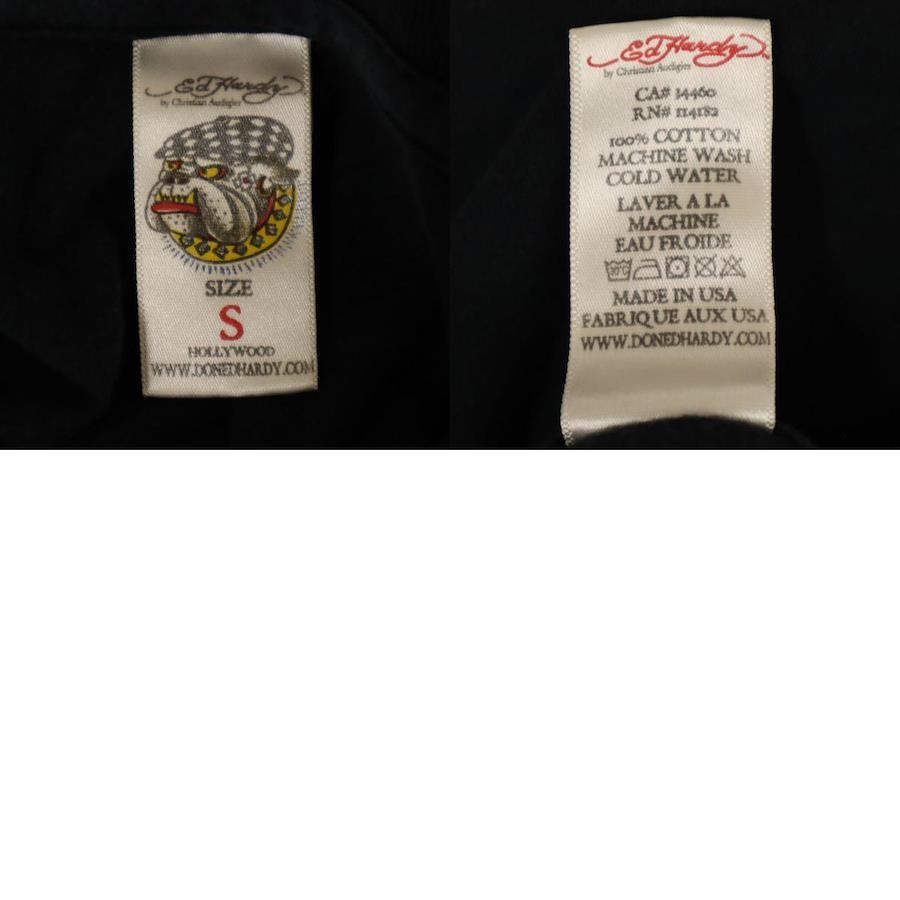 Ed Hardy
by Christian Audigier
SIZE
S
HOLLYWOOD
WWW.DONEDHARDY.COM
Ed Hardy
by Christian Audigier
CA# 34460
RN# 114182
100% COTTON
MACHINE WASH
COLD WATER
LAVER A LA
MACHINE
EAU FROIDE
30°C
MADE IN USA
FABRIQUE AUX USA
WWW.DONEDHARDY.COM